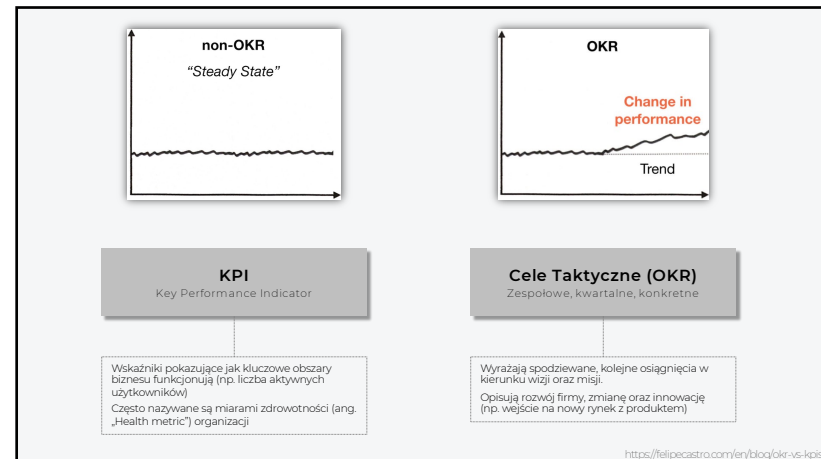 non-OKR
"Steady State"
OKR
Change in
performance
Trend
KPI
Key Performance Indicator
Cele Taktyczne (OKR)
Zespołowe, kwartalne, konkretne
Wskaźniki pokazujące jak kluczowe obszary
biznesu funkcjonują (np. liczba aktywnych
użytkowników)
Często nazywane są miarami zdrowotności (ang.
„Health metric") organizacji
Wyrażają spodziewane, kolejne osiągnięcia w
kierunku wizji oraz misji.
Opisują rozwój firmy, zmianę oraz innowację
(np. wejście na nowy rynek z produktem)
https://felipecastro.com/en/blog/okr-vs-kpis